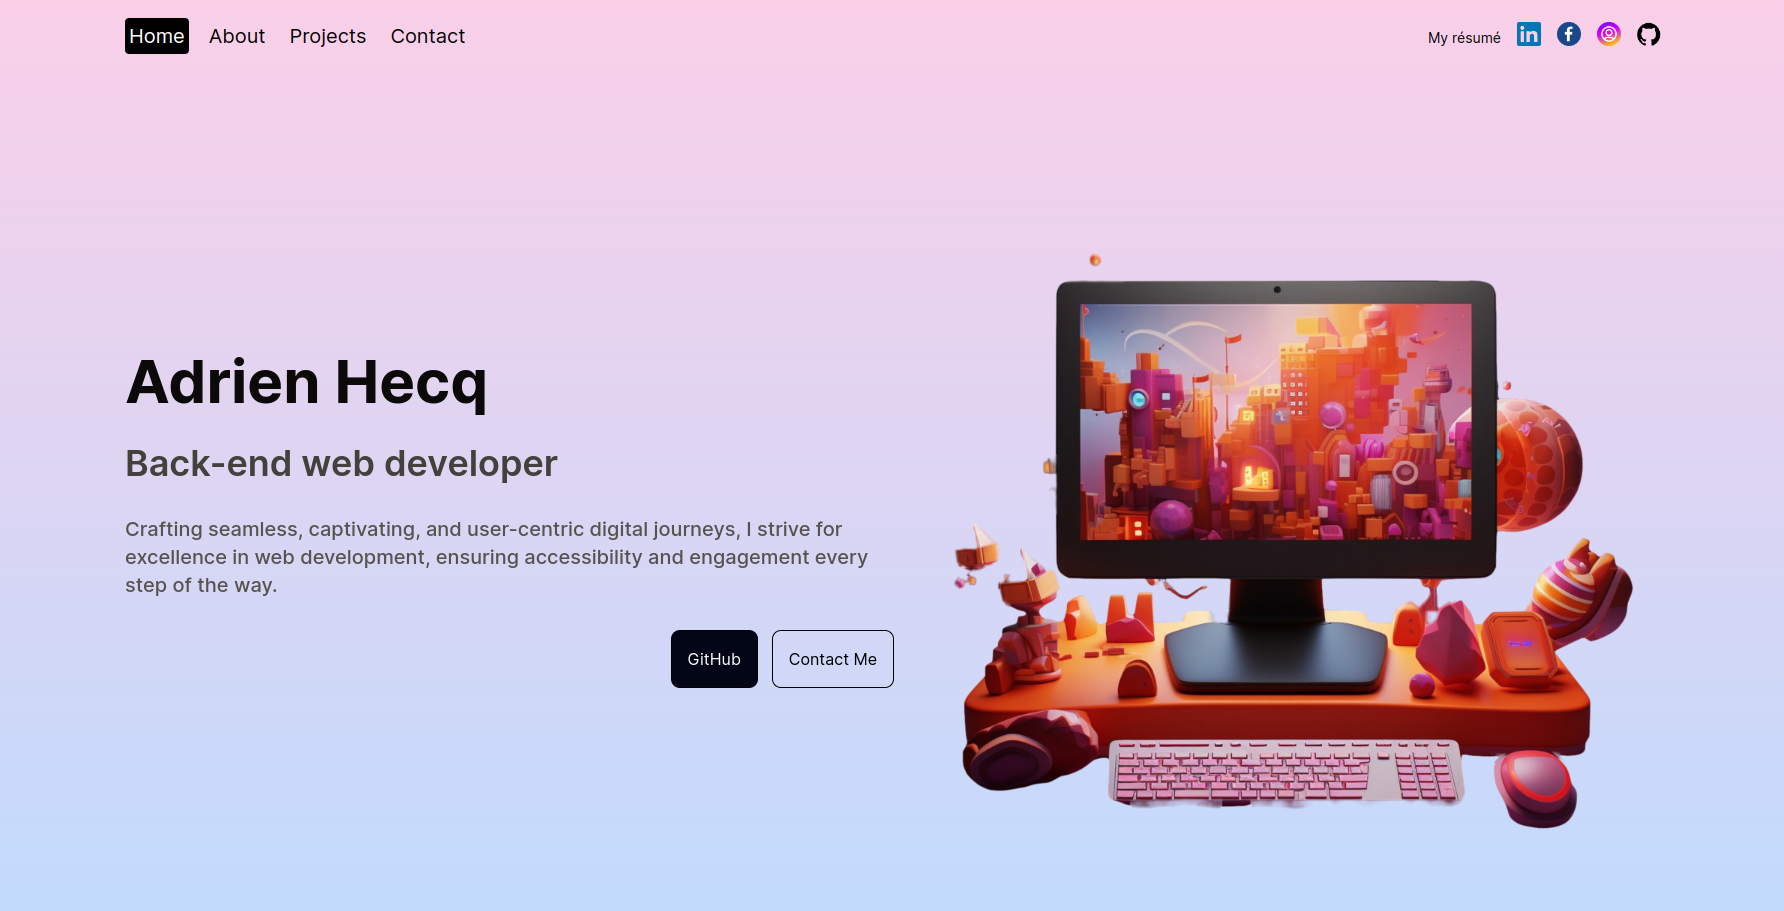 Home About Projects Contact
My résumé
Adrien Hecq
Back-end web developer
Crafting seamless, captivating, and user-centric digital journeys, I strive for
excellence in web development, ensuring accessibility and engagement every
step of the way.
GitHub
Contact Me